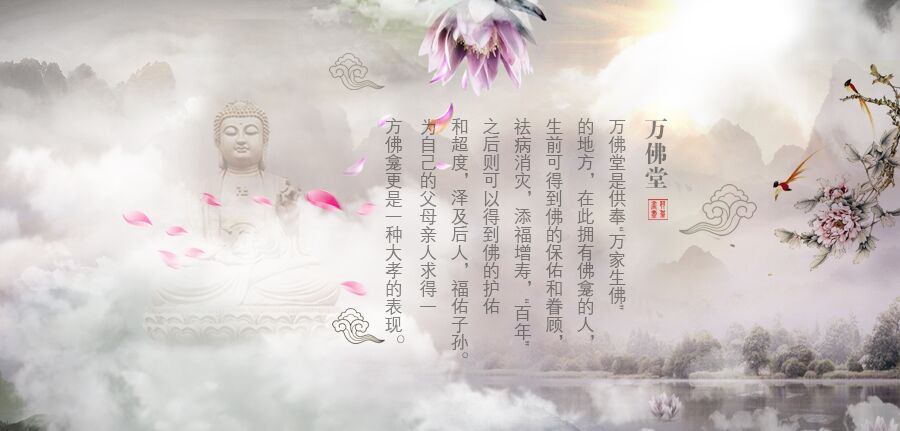 万佛堂
万佛堂是供奉“万家生佛”
的地方，在此拥有佛龛的人，
生前可得到佛的保佑和眷顾，
祛病消灾，添福增寿，“百年”
之后则可以得到佛的护佑
和超度，泽及后人，福佑子孙。
为自己的父母亲人求得一
方佛龛更是一种大孝的表现。